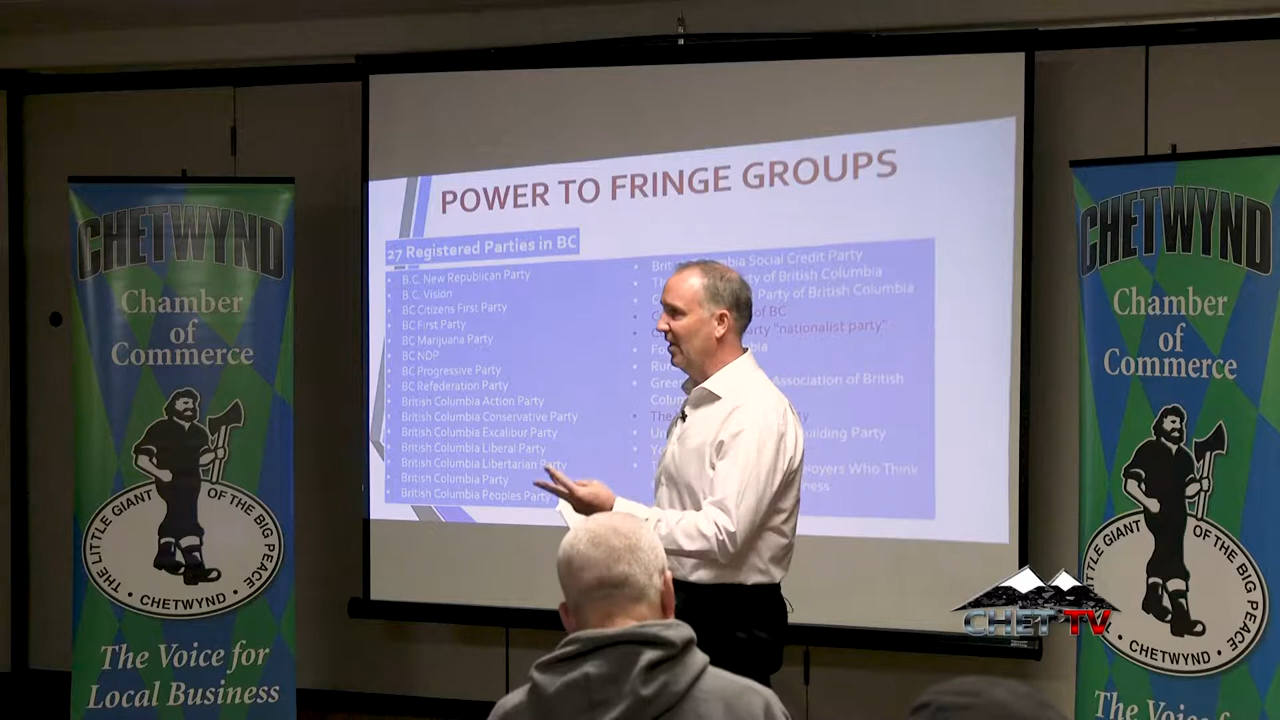 POWER TO FRINGE GROUPS
27 Registered Parties in BC
B.C. New Republican Party
B.C. Vision
BC Citizens First Party
BC First Party
BC Marijuana Party
BC NDP
BC Progressive Party
BC Refederation Party
British Columbia Action Party
British Columbia Conservative Party
British Columbia Excalibur Party
British Columbia Liberal Party
British Columbia Libertarian Party
British Columbia Party
British Columbia Peoples Party
Social Credit Party
of British Columbia
Party of British Columbia
of BC
"nationalist party"
Association of British
Party
Who Think
CHETWYND
Chamber
of
Commerce
THE LITTLE GIANT OF THE BIG PEACE
• CHETWYND •
The Voice for
Local Business
CHETWYND
Chamber
of
Commerce
LITTLE GIANT OF THE BIG PEACE
• CHETWYND •
The Voice f
CHET TV